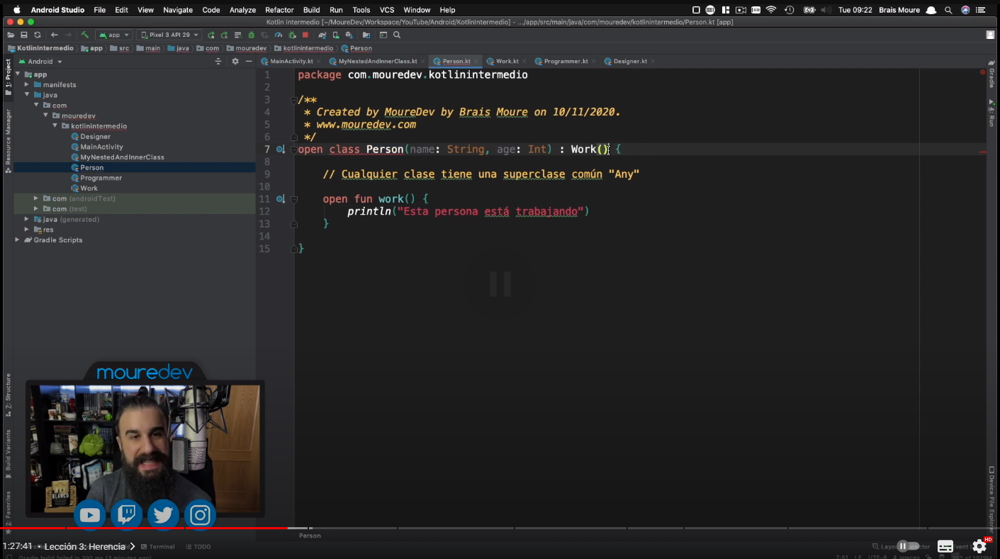 Android Studio File Edit View Navigate Code Analyze Refactor Build Run Tools VCS Window Help Tue 09:22 Brais Moure
Kotlin Intermedio [~/MoureDev/Workspace/YouTube/Android/KotlinIntermedio] - .../app/src/main/java/com/mouredev/kotlinintermedio/Person.kt [app]
app Pixel 3 API 29
KotlinIntermedio app src main java com mouredev kotlinintermedio Person
Android
MainActivity.kt MyNestedAndInnerClass.kt Person.kt Work.kt Programmer.kt Designer.kt
1: Project
Resource Manager
Z: Structure
Build Variants
2: Favorites
app
manifests
java
com
mouredev
kotlinintermedio
Designer
MainActivity
MyNestedAndInnerClass
Person
Programmer
Work
com (androidTest)
com (test)
java (generated)
res
Gradle Scripts
1 package com.mouredev.kotlinintermedio
2
3 /**
4 * Created by MoureDev by Brais Moure on 10/11/2020.
5 * www.mouredev.com
6 */
7 open class Person(name: String, age: Int) : Work() {
8
9 // Cualquier clase tiene una superclase común "Any"
10
11 open fun work() {
12 println("Esta persona está trabajando")
13 }
14
15 }
Gradle
4: Run
Device File Explorer
mouredev
BLANCO
Person
1:27:41 • Lección 3: Herencia
Terminal TODO
HD
Gradle build failed in 392 ms (3 minutes ago)
7:51 LF UTF-8 4 spaces